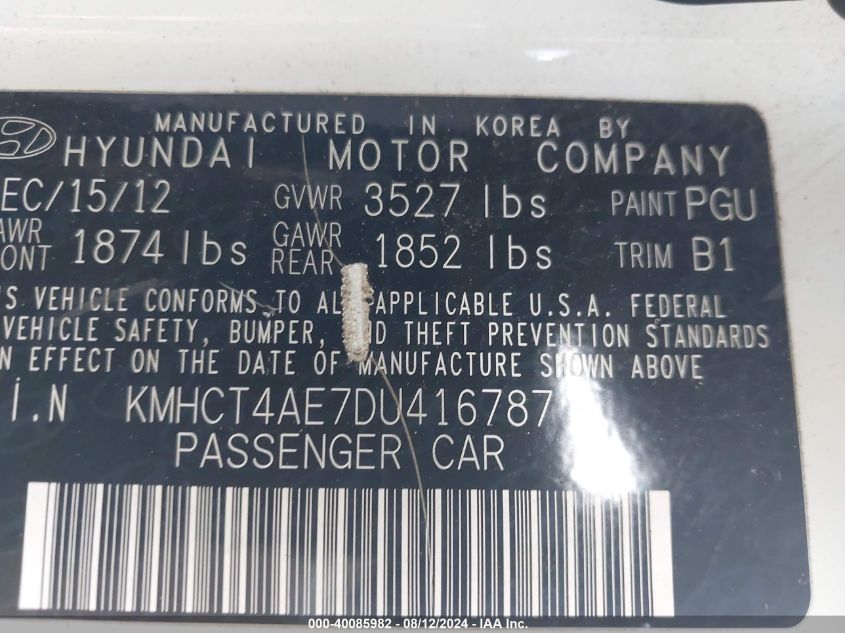 MANUFACTURED IN KOREA BY
HYUNDAI MOTOR COMPANY
EC/15/12 GVWR 3527 lbs PAINT PGU
AWR ONT 1874 lbs GAWR REAR 1852 lbs TRIM B1
S VEHICLE CONFORMS TO AL APPLICABLE U.S.A. FEDERAL
VEHICLE SAFETY, BUMPER, D THEFT PREVENTION STANDARDS
N EFFECT ON THE DATE OF MANUFACTURE SHOWN ABOVE
I.N KMHCT4AE7DU416787
PASSENGER CAR
000-40085982 - 08/12/2024 - IAA Inc.